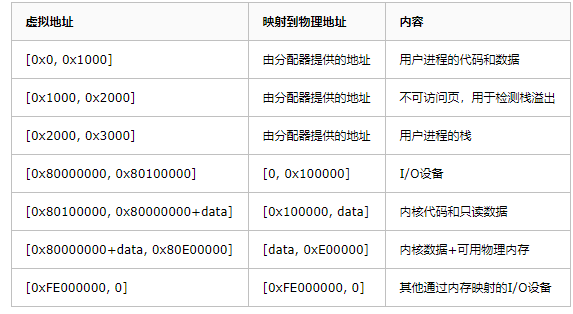 虚拟地址 映射到物理地址 内容
[0x0, 0x1000] 由分配器提供的地址 用户进程的代码和数据
[0x1000, 0x2000] 由分配器提供的地址 不可访问页，用于检测栈溢出
[0x2000, 0x3000] 由分配器提供的地址 用户进程的栈
[0x80000000, 0x80100000] [0, 0x100000] I/O设备
[0x80100000, 0x80000000+data] [0x100000, data] 内核代码和只读数据
[0x80000000+data, 0x80E00000] [data, 0xE00000] 内核数据+可用物理内存
[0xFE000000, 0] [0xFE000000, 0] 其他通过内存映射的I/O设备